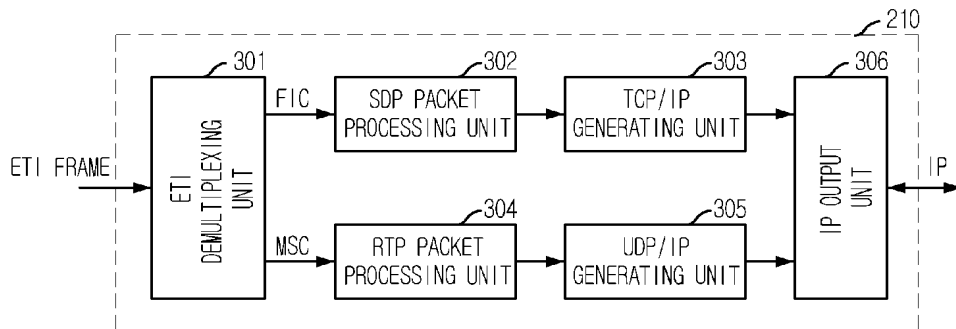 210
301
302
303
306
FIC
SDP PACKET
PROCESSING UNIT
TCP/IP
GENERATING UNIT
ETI FRAME
ETI
DEMULTIPLEXING
UNIT
IP OUTPUT
UNIT
IP
304
305
MSC
RTP PACKET
PROCESSING UNIT
UDP/IP
GENERATING UNIT